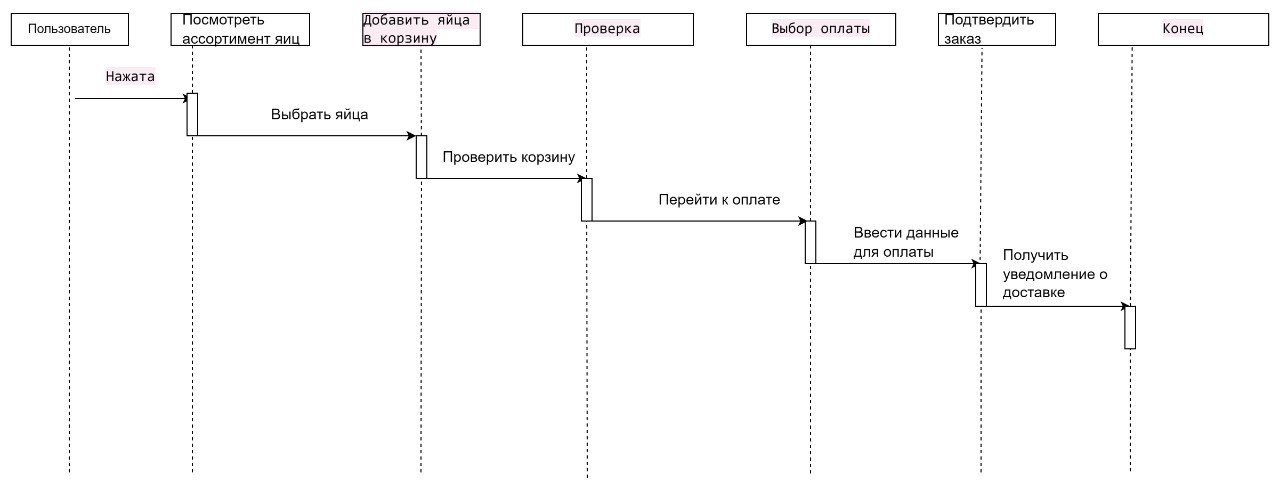 Пользователь
Посмотреть
ассортимент яиц
Добавить яйца
в корзину
Проверка
Выбор оплаты
Подтвердить
заказ
Конец
Нажата
Выбрать яйца
Проверить корзину
Перейти к оплате
Ввести данные
для оплаты
Получить
уведомление о
доставке